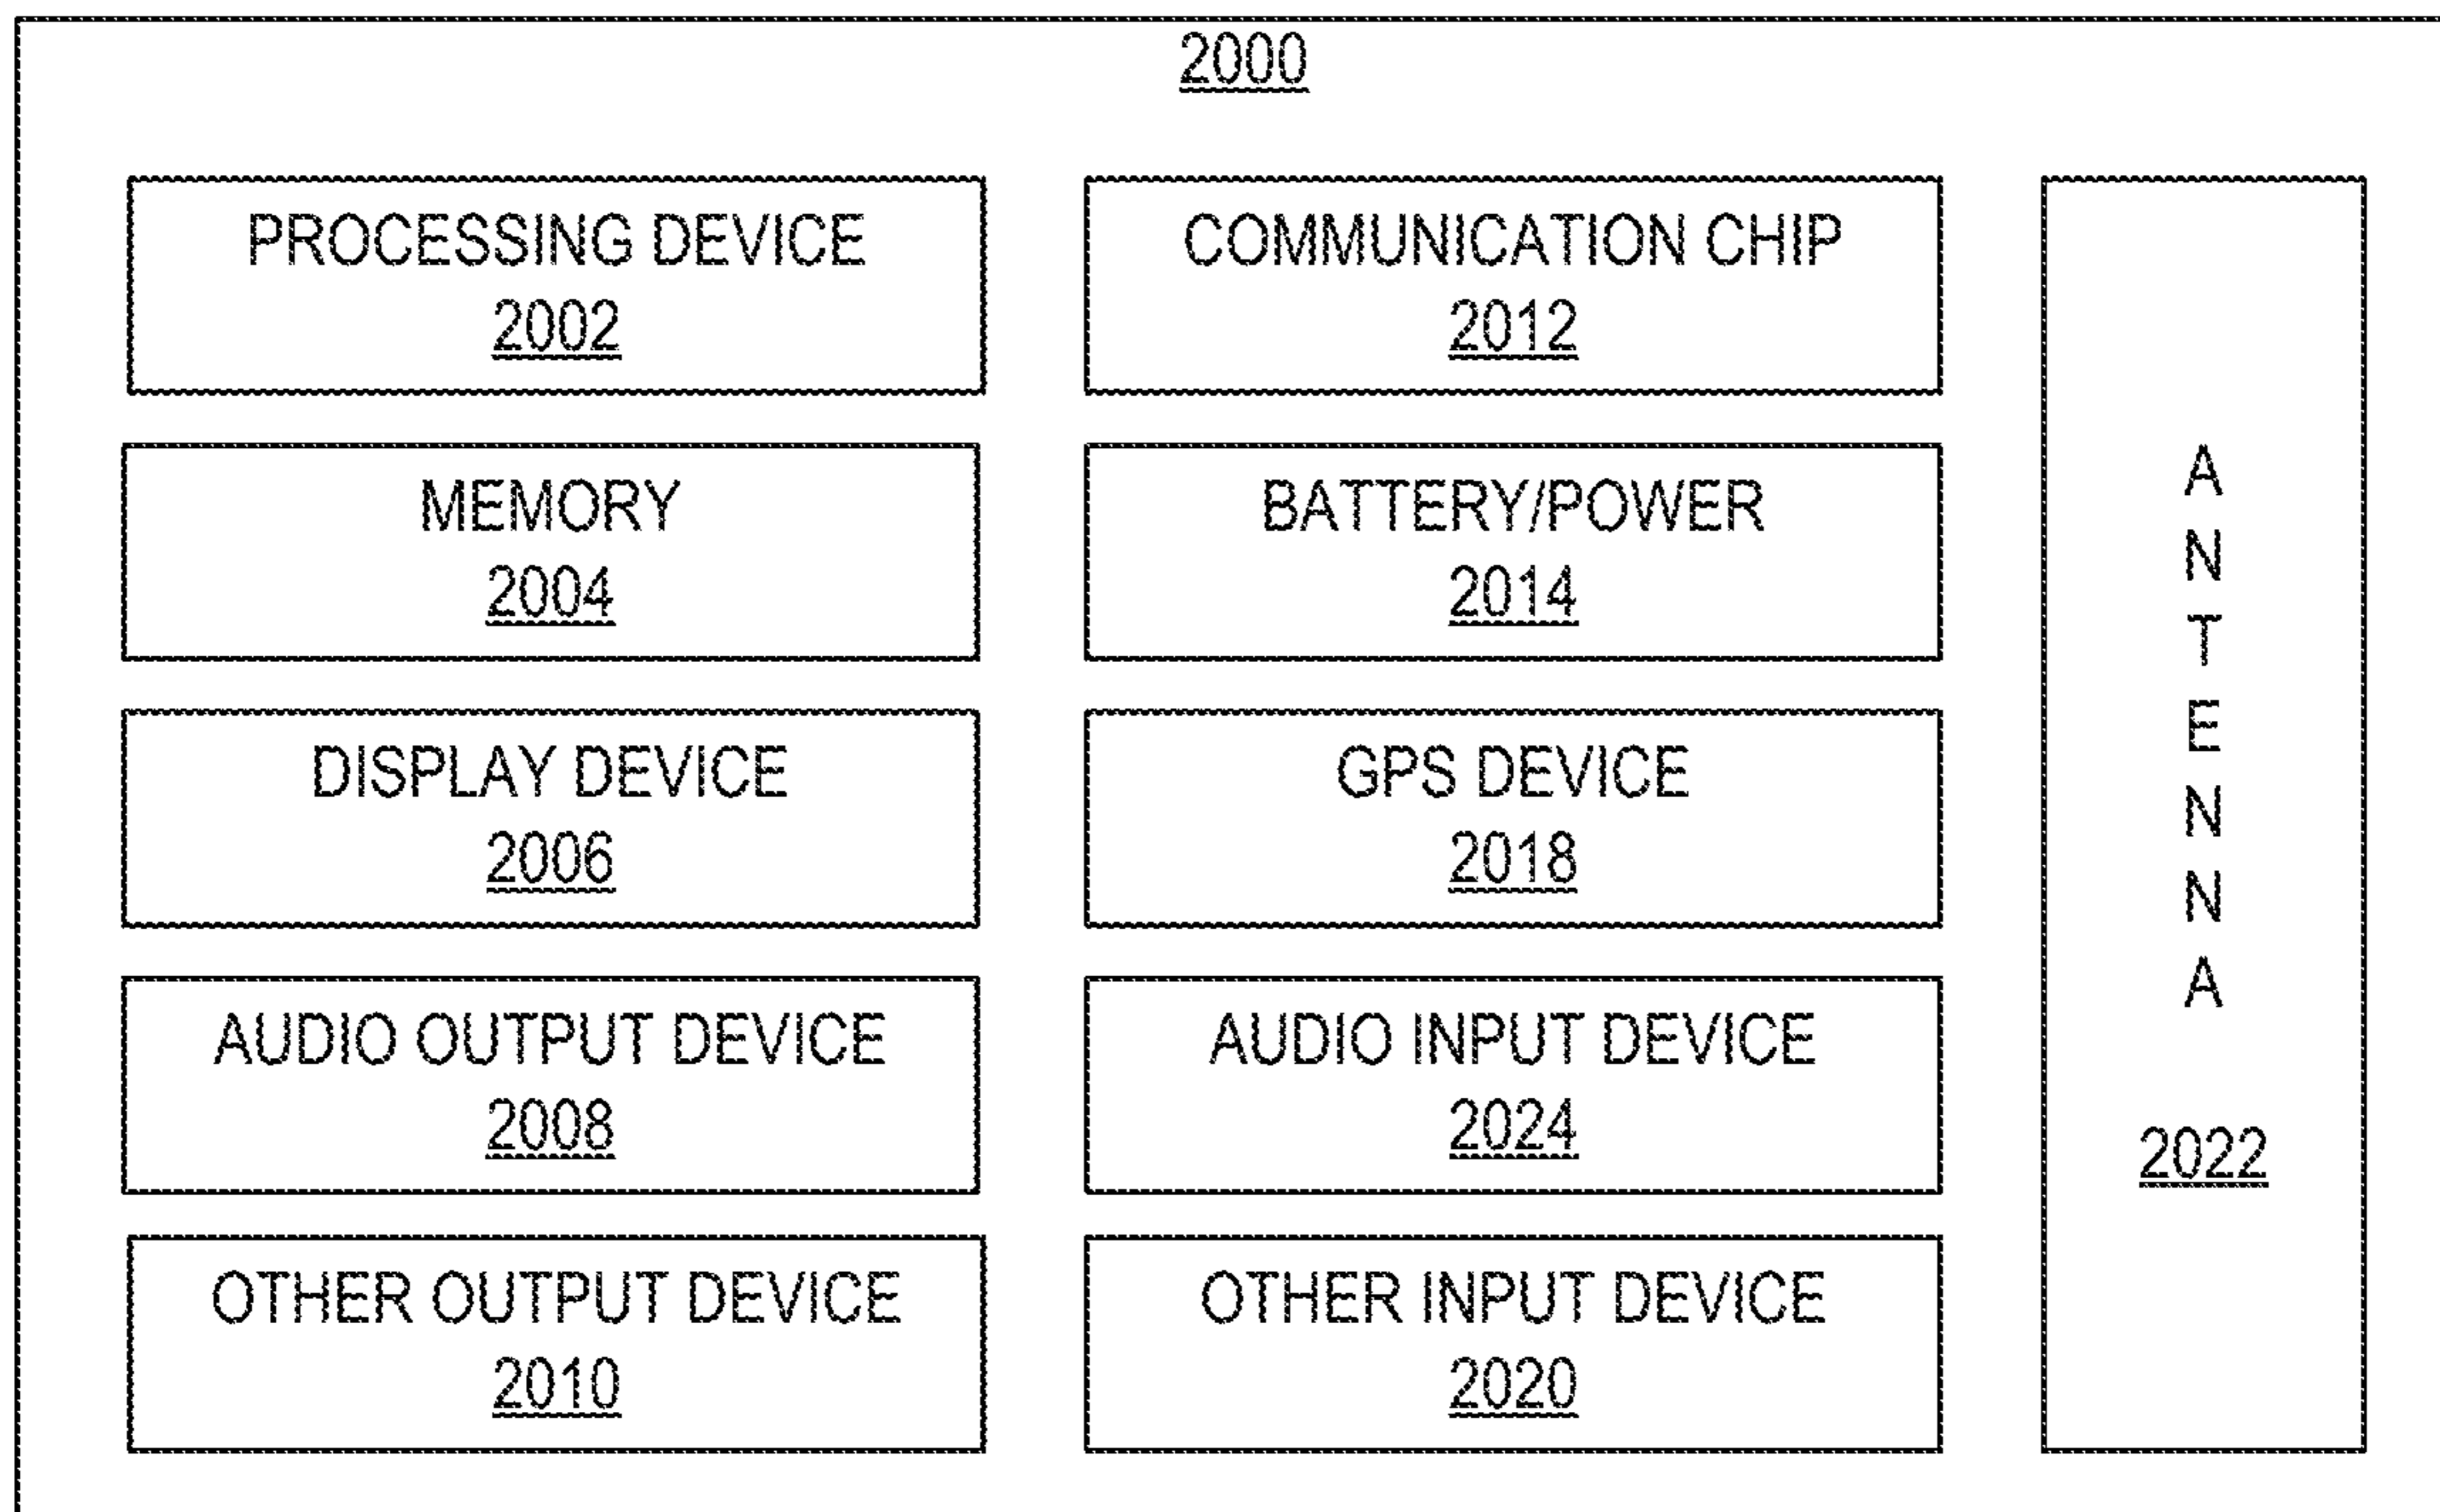 2000
PROCESSING DEVICE
2002
COMMUNICATION CHIP
2012
MEMORY
2004
BATTERY/POWER
2014
DISPLAY DEVICE
2006
GPS DEVICE
2018
AUDIO OUTPUT DEVICE
2008
AUDIO INPUT DEVICE
2024
OTHER OUTPUT DEVICE
2010
OTHER INPUT DEVICE
2020
A
N
T
E
N
N
A
2022